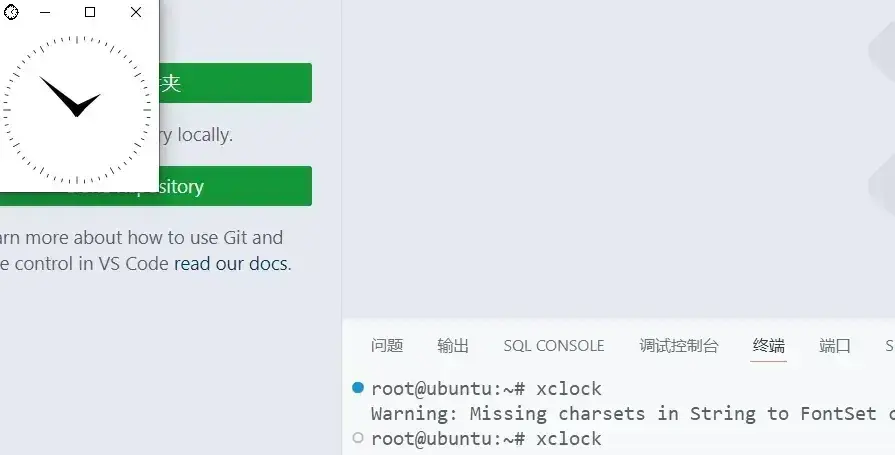 夹
ry locally.
ository
arn more about how to use Git and
e control in VS Code read our docs.
问题 输出 SQL CONSOLE 调试控制台 终端 端口 S
root@ubuntu:~# xclock
Warning: Missing charsets in String to FontSet c
root@ubuntu:~# xclock